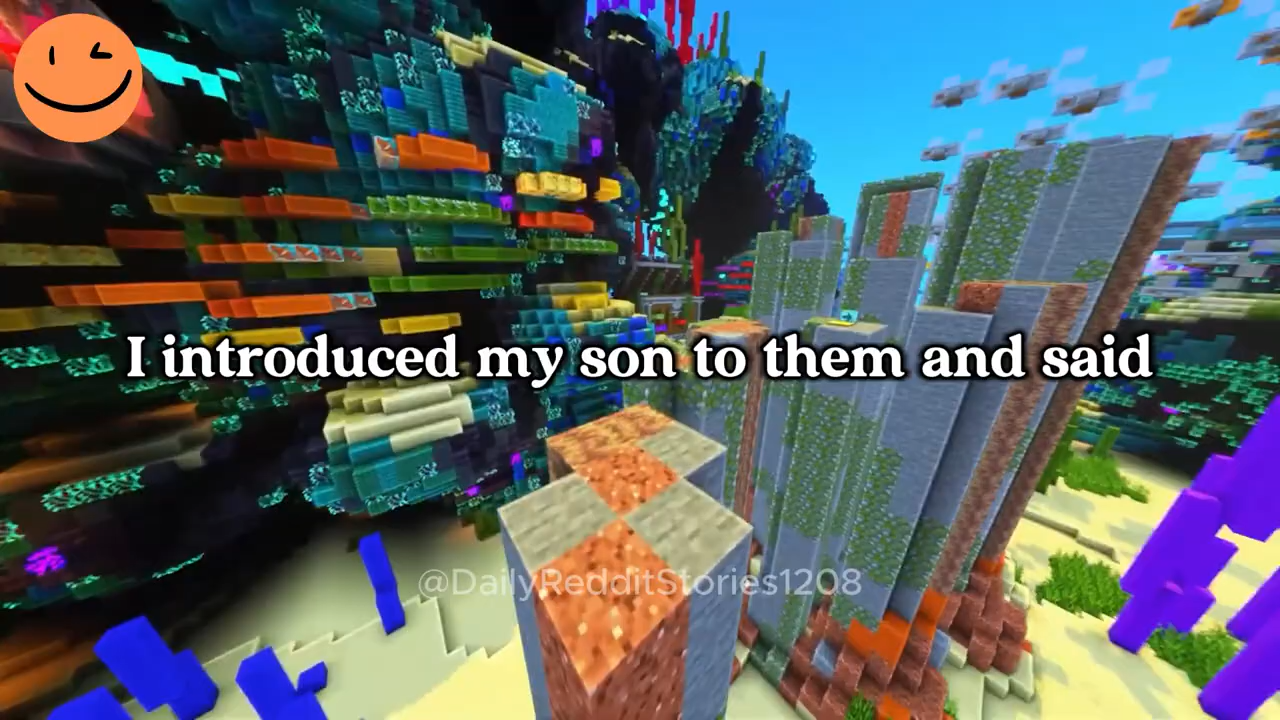 I introduced my son to them and said
@DailyRedditStories1208